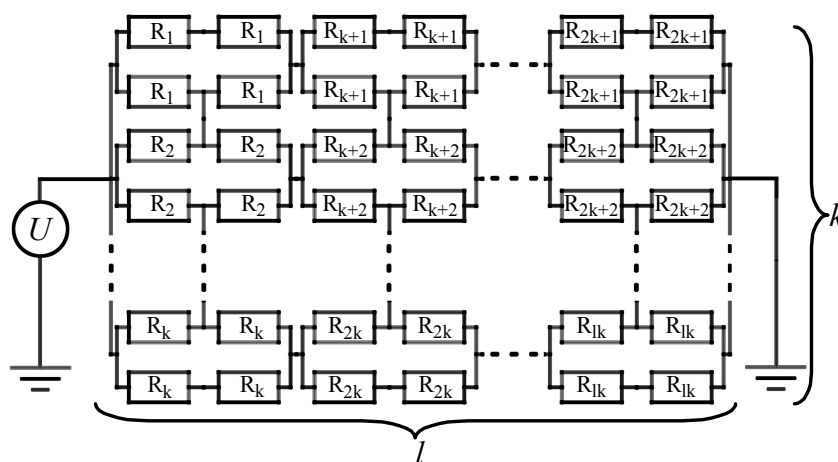 R₁ R₁ Rₖ₊₁ Rₖ₊₁ R₂ₖ₊₁ R₂ₖ₊₁
R₁ R₁ Rₖ₊₁ Rₖ₊₁ R₂ₖ₊₁ R₂ₖ₊₁
R₂ R₂ Rₖ₊₂ Rₖ₊₂ R₂ₖ₊₂ R₂ₖ₊₂
R₂ R₂ Rₖ₊₂ Rₖ₊₂ R₂ₖ₊₂ R₂ₖ₊₂
U k
Rₖ Rₖ R₂ₖ R₂ₖ Rₗₖ Rₗₖ
Rₖ Rₖ R₂ₖ R₂ₖ Rₗₖ Rₗₖ
l